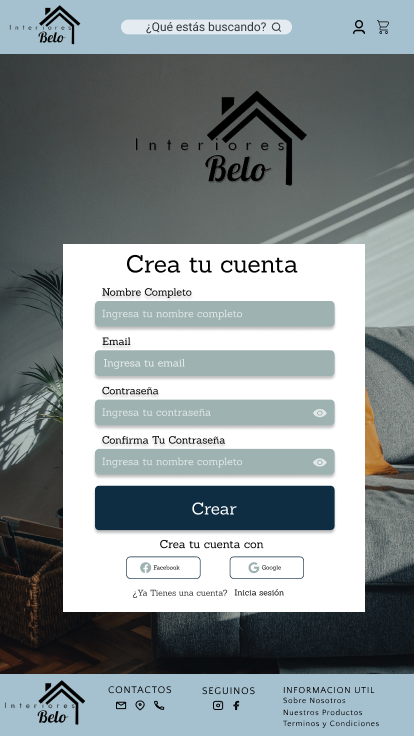 Interiores
Belo
¿Qué estás buscando?
Interiores
Belo
Crea tu cuenta
Nombre Completo
Ingresa tu nombre completo
Email
Ingresa tu email
Contraseña
Ingresa tu contraseña
Confirma Tu Contraseña
Ingresa tu nombre completo
Crear
Crea tu cuenta con
Facebook
Google
¿Ya Tienes una cuenta? Inicia sesión
Interiores
Belo
CONTACTOS
SEGUINOS
INFORMACION UTIL
Sobre Nosotros
Nuestros Productos
Terminos y Condiciones